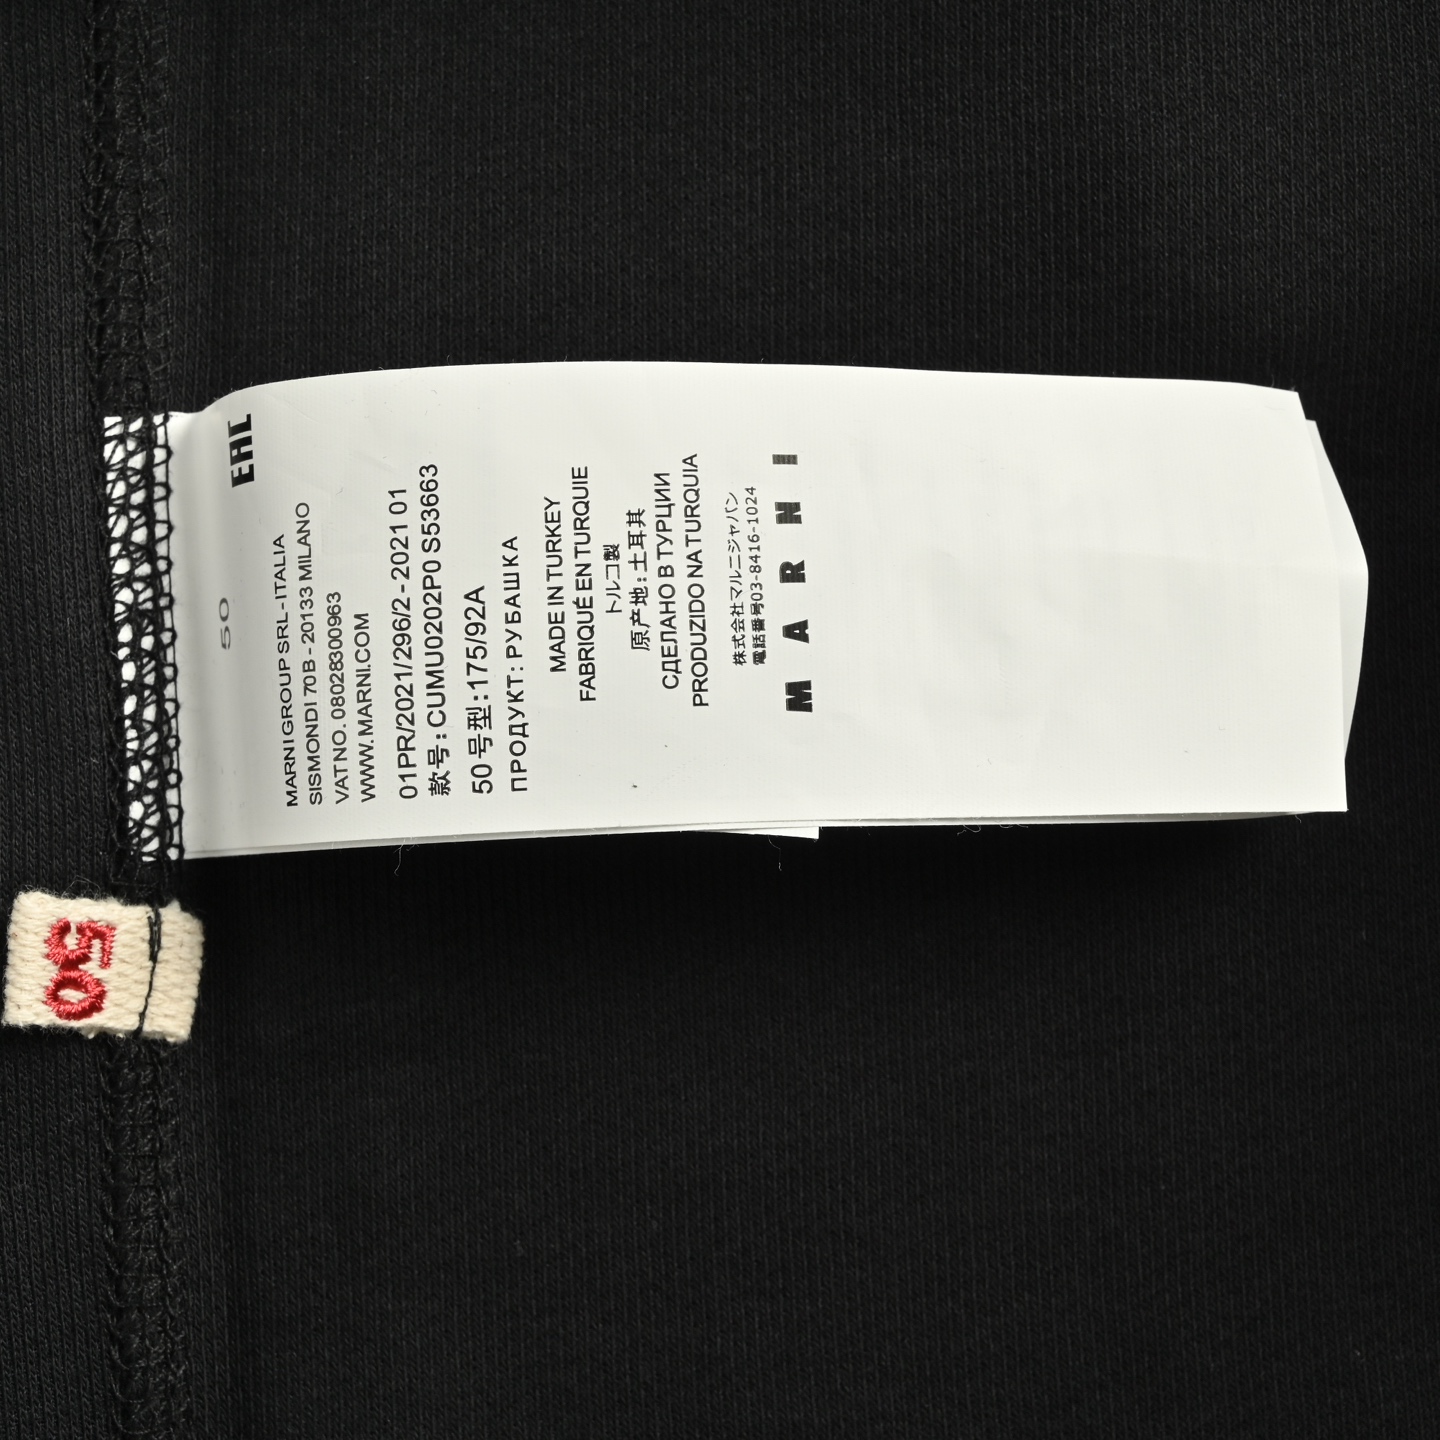 50
EAC
MARNI GROUP SRL - ITALIA
SISMONDI 70B - 20133 MILANO
VAT NO. 08028300963
WWW.MARNI.COM
01PR/2021/296/2 - 2021 01
款号: CUMU0202P0 S53663
50号型:175/92A
ПРОДУКТ: РУБАШКА
MADE IN TURKEY
FABRIQUÉ EN TURQUIE
トルコ製
原产地:土耳其
СДЕЛАНО В ТУРЦИИ
PRODUZIDO NA TURQUIA
株式会社マルニジャパン
電話番号03-8416-1024
MARNI
50